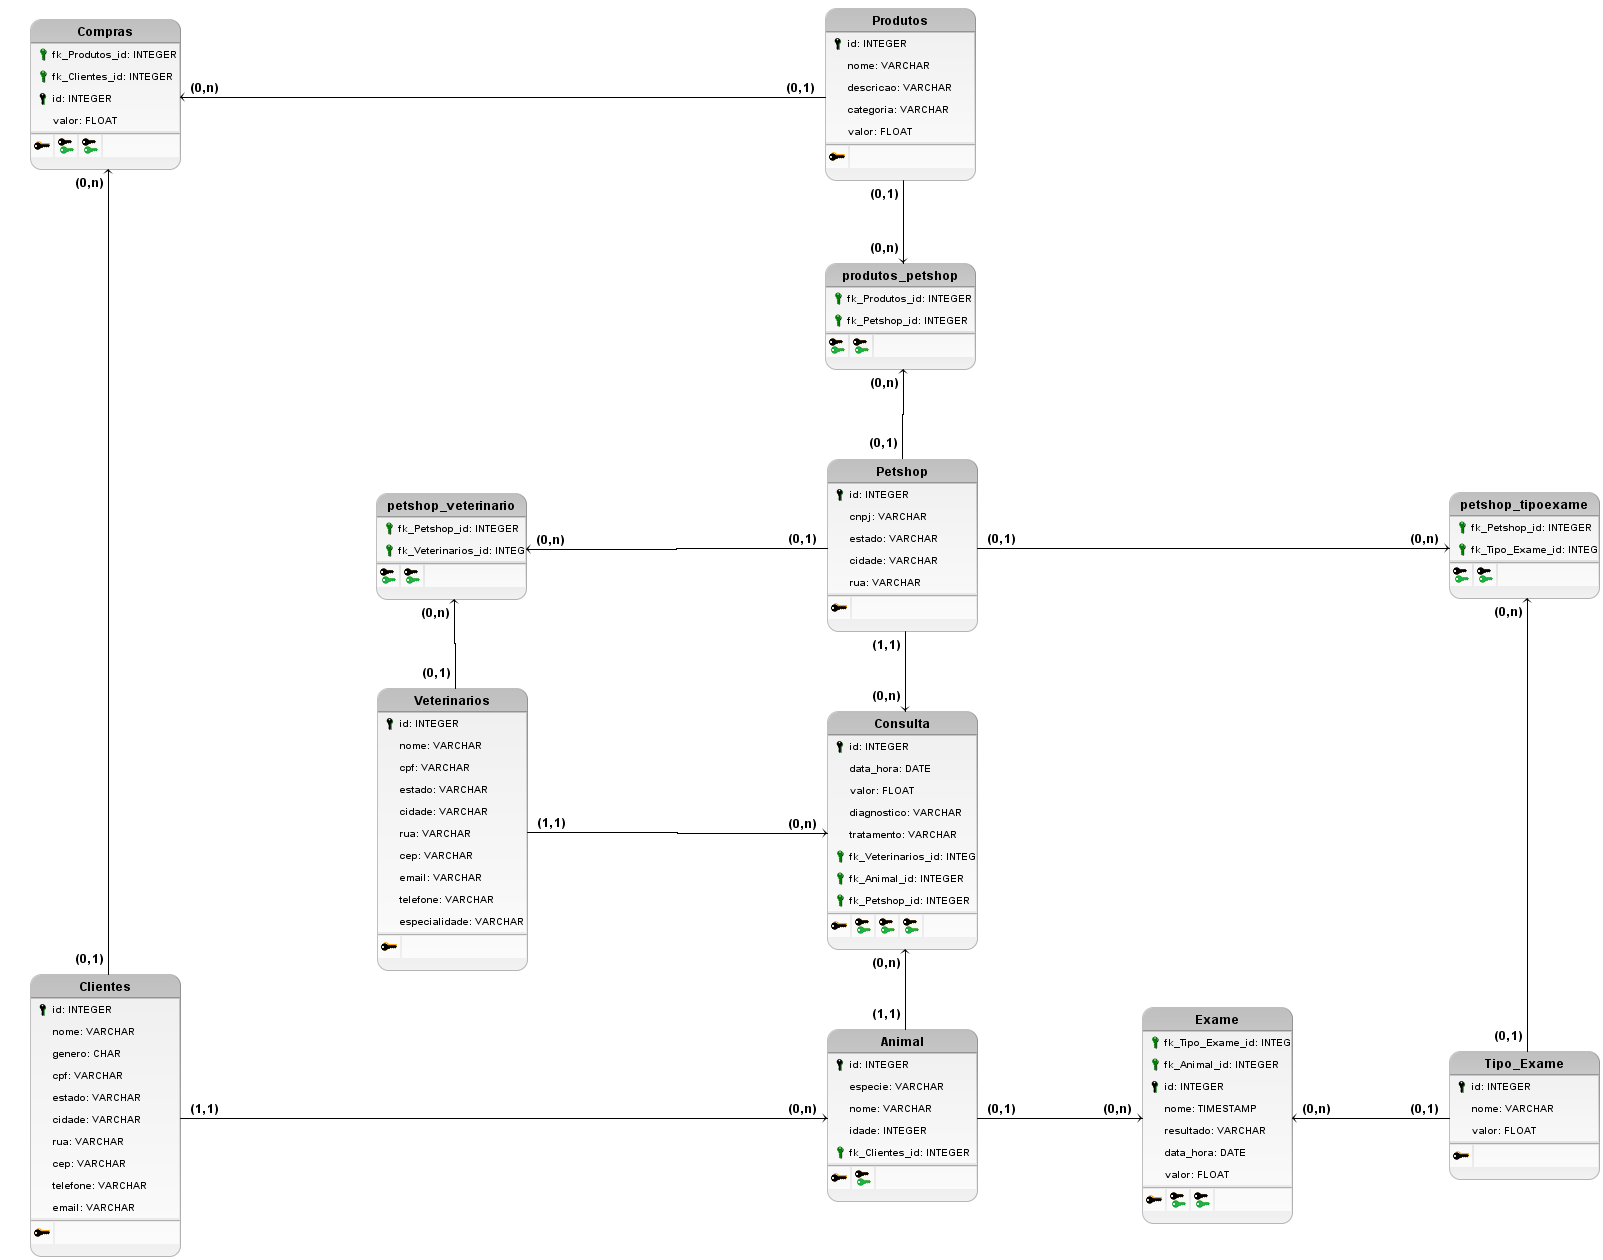 Compras
fk_Produtos_id: INTEGER
fk_Clientes_id: INTEGER
id: INTEGER
valor: FLOAT
(0,n)
(0,1)
(0,n)
Produtos
id: INTEGER
nome: VARCHAR
descricao: VARCHAR
categoria: VARCHAR
valor: FLOAT
(0,1)
(0,n)
produtos_petshop
fk_Produtos_id: INTEGER
fk_Petshop_id: INTEGER
(0,n)
(0,1)
Petshop
id: INTEGER
cnpj: VARCHAR
estado: VARCHAR
cidade: VARCHAR
rua: VARCHAR
petshop_veterinario
fk_Petshop_id: INTEGER
fk_Veterinarios_id: INTEG
(0,n)
(0,1)
(0,1)
(0,n)
petshop_tipoexame
fk_Petshop_id: INTEGER
fk_Tipo_Exame_id: INTEG
(0,n)
(0,n)
(0,1)
(1,1)
(0,n)
Veterinarios
id: INTEGER
nome: VARCHAR
cpf: VARCHAR
estado: VARCHAR
cidade: VARCHAR
rua: VARCHAR
cep: VARCHAR
email: VARCHAR
telefone: VARCHAR
especialidade: VARCHAR
(1,1)
(0,n)
Consulta
id: INTEGER
data_hora: DATE
valor: FLOAT
diagnostico: VARCHAR
tratamento: VARCHAR
fk_Veterinarios_id: INTEG
fk_Animal_id: INTEGER
fk_Petshop_id: INTEGER
(0,n)
(1,1)
(0,1)
Clientes
id: INTEGER
nome: VARCHAR
genero: CHAR
cpf: VARCHAR
estado: VARCHAR
cidade: VARCHAR
rua: VARCHAR
cep: VARCHAR
telefone: VARCHAR
email: VARCHAR
(1,1)
(0,n)
Animal
id: INTEGER
especie: VARCHAR
nome: VARCHAR
idade: INTEGER
fk_Clientes_id: INTEGER
(0,1)
(0,n)
Exame
fk_Tipo_Exame_id: INTEG
fk_Animal_id: INTEGER
id: INTEGER
nome: TIMESTAMP
resultado: VARCHAR
data_hora: DATE
valor: FLOAT
(0,n)
(0,1)
(0,1)
Tipo_Exame
id: INTEGER
nome: VARCHAR
valor: FLOAT